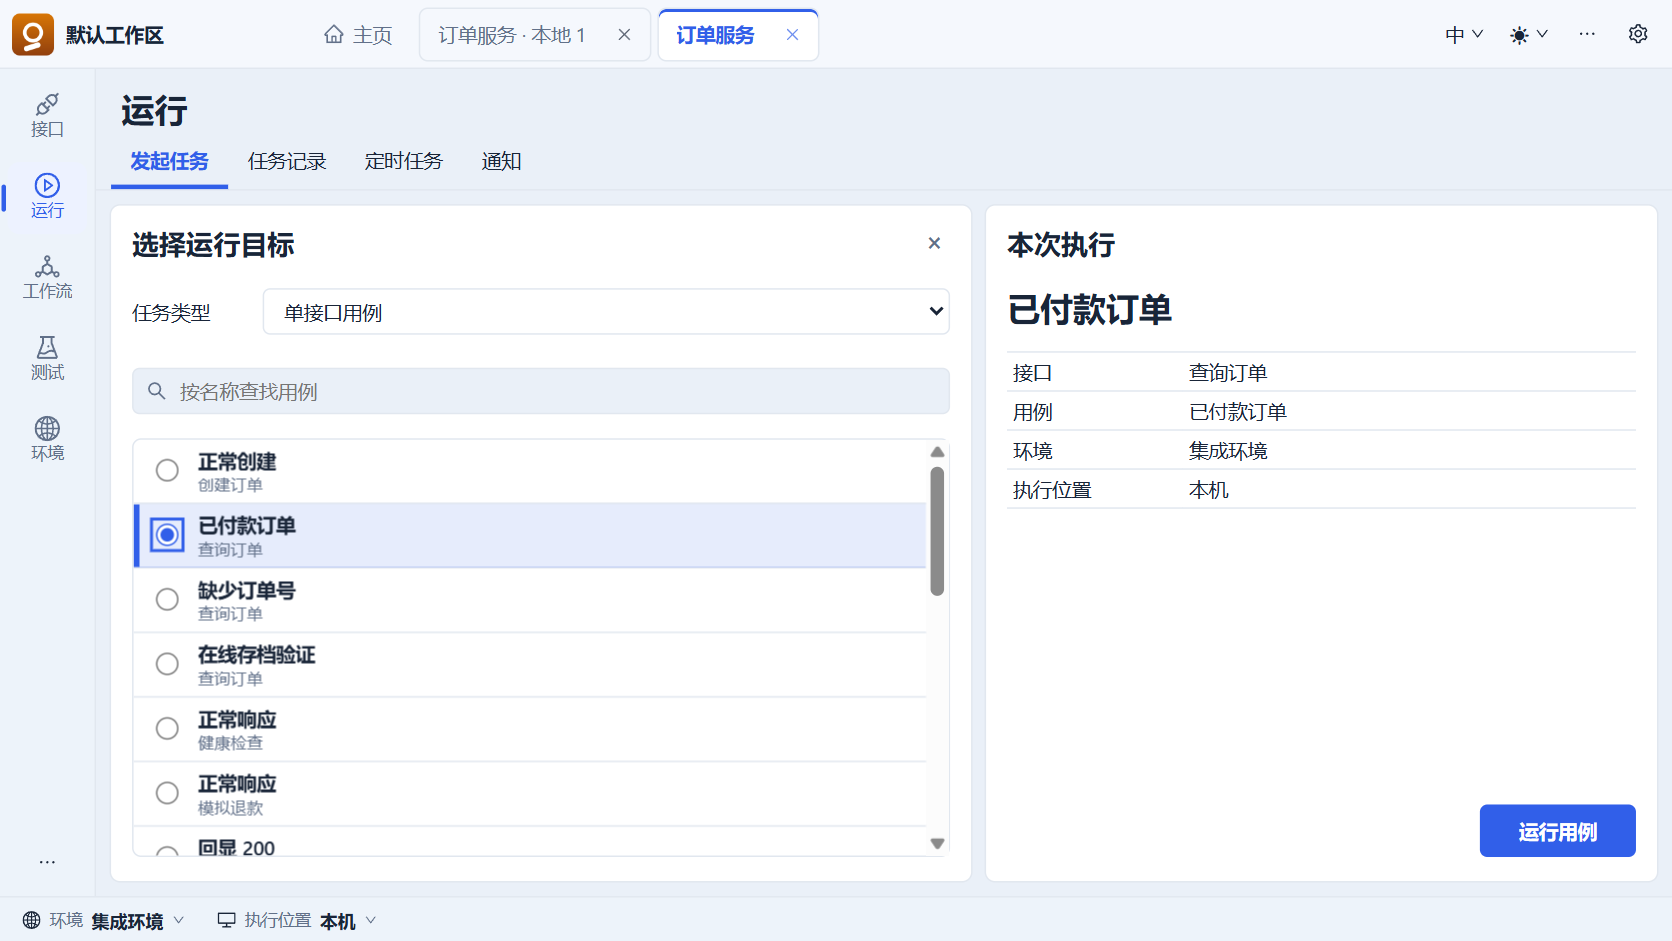 默认工作区
主页
订单服务 · 本地 1
订单服务
中
接口
运行
工作流
测试
环境
运行
发起任务
任务记录
定时任务
通知
选择运行目标
任务类型
单接口用例
按名称查找用例
正常创建
创建订单
已付款订单
查询订单
缺少订单号
查询订单
在线存档验证
查询订单
正常响应
健康检查
正常响应
模拟退款
回显 200
本次执行
已付款订单
接口 查询订单
用例 已付款订单
环境 集成环境
执行位置 本机
运行用例
环境 集成环境
执行位置 本机